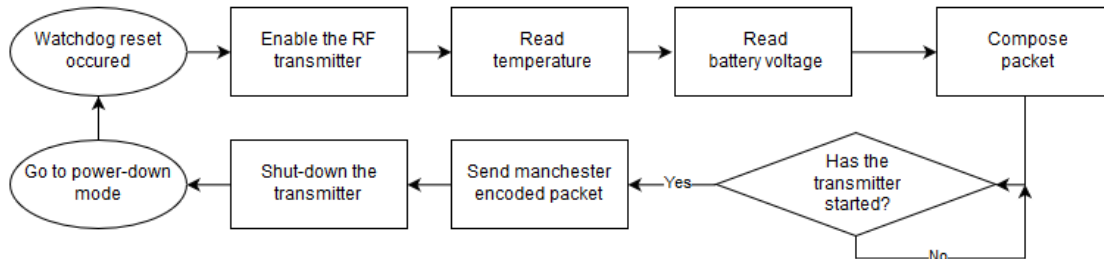 Watchdog reset
occured
Enable the RF
transmitter
Read
temperature
Read
battery voltage
Compose
packet
Has the
transmitter
started?
No
Yes
Send manchester
encoded packet
Shut-down the
transmitter
Go to power-down
mode